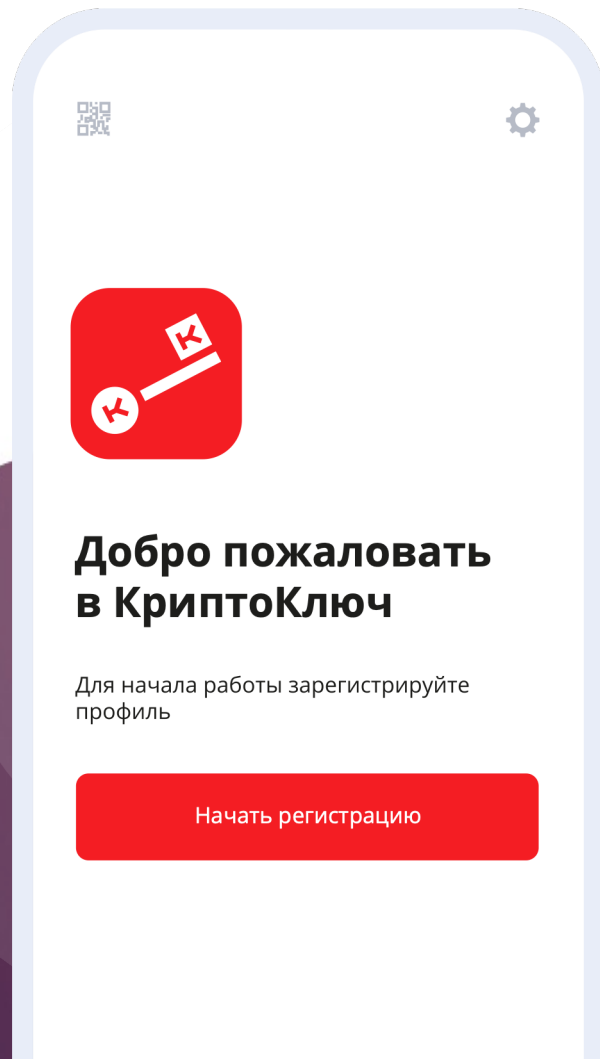 К
К
Добро пожаловать
в КриптоКлюч
Для начала работы зарегистрируйте
профиль
Начать регистрацию